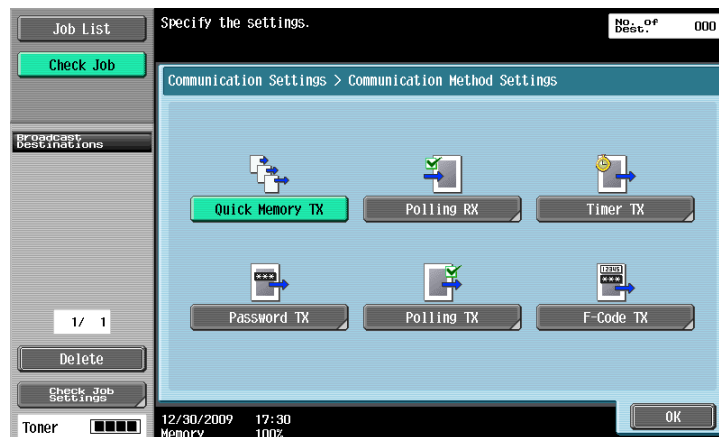 Job List
Check Job
Broadcast
Destinations
1/ 1
Delete
Check Job
Settings
Toner
Specify the settings.
No. of
Dest.
000
Communication Settings > Communication Method Settings
Quick Memory TX
Polling RX
Timer TX
***
12345
***
Password TX
Polling TX
F-Code TX
OK
12/30/2009 17:30
Memory 100%